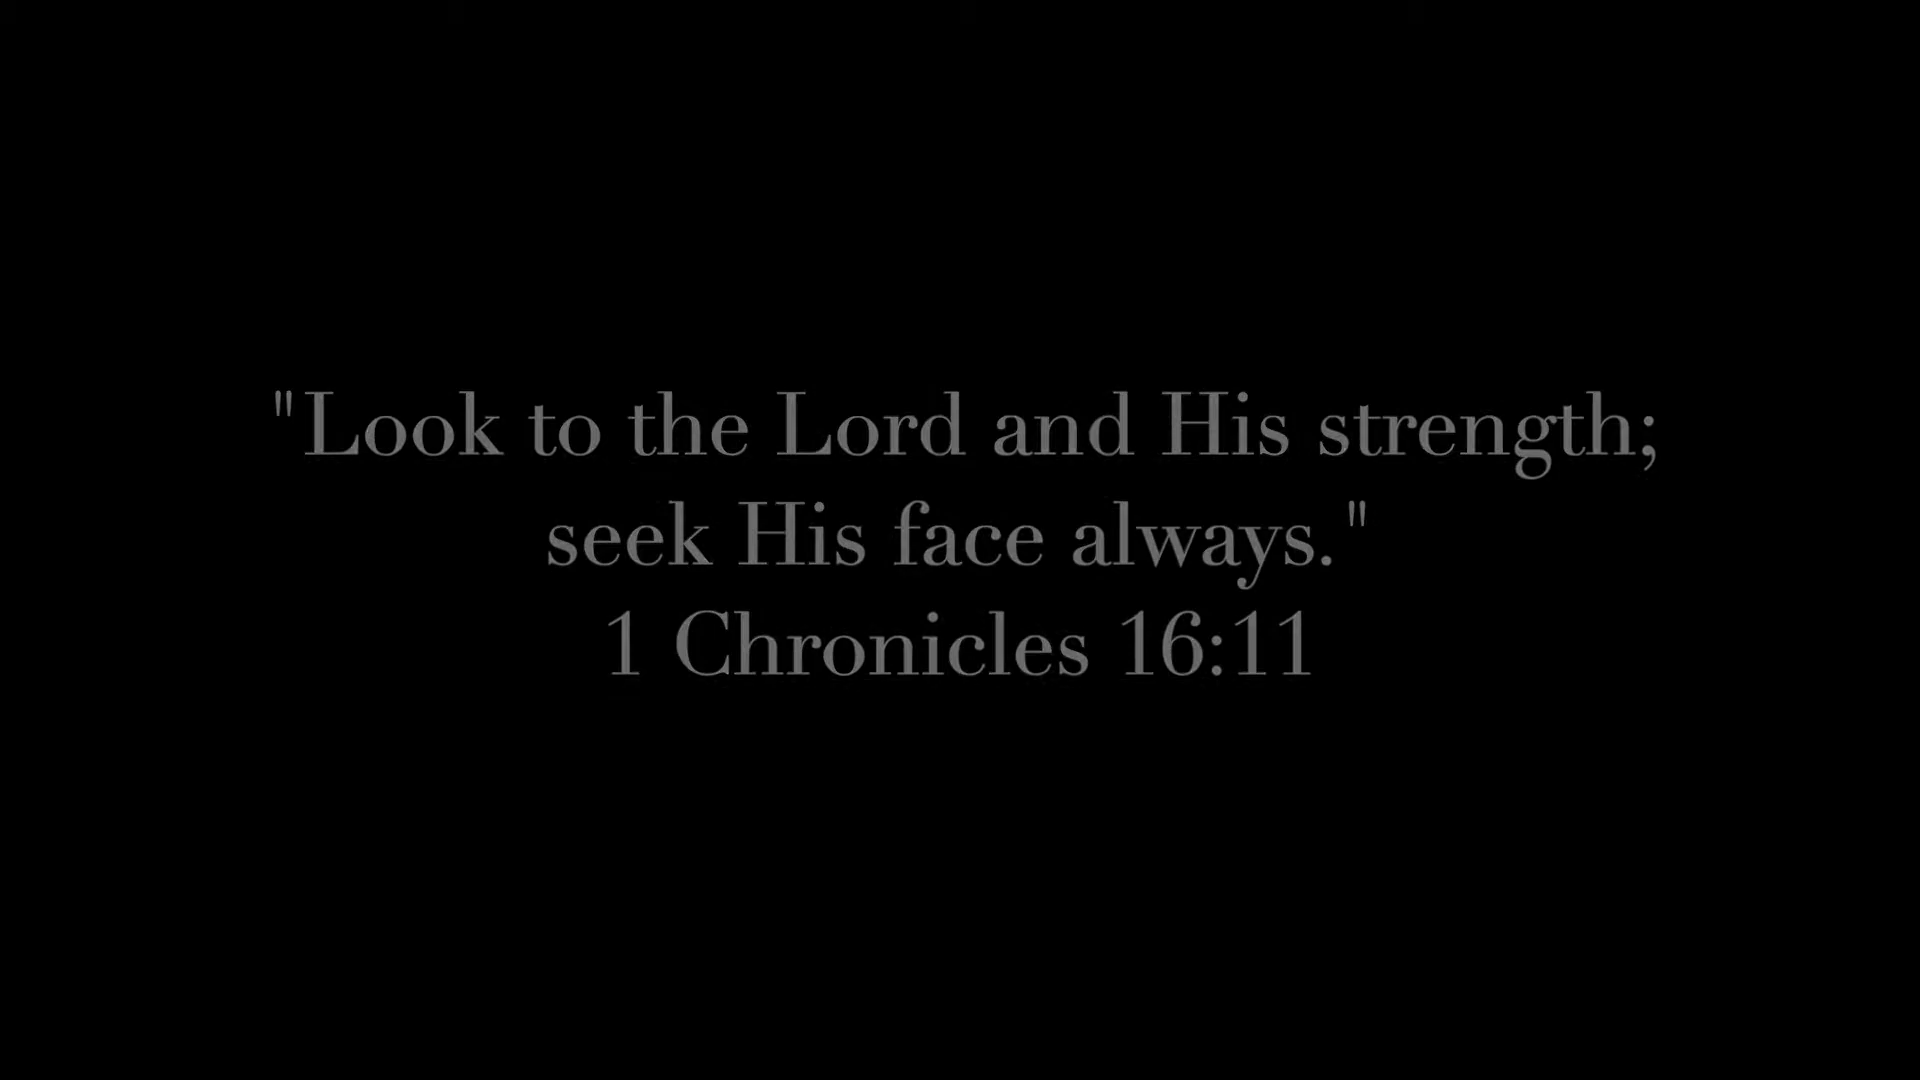 "Look to the Lord and His strength;
seek His face always."
1 Chronicles 16:11